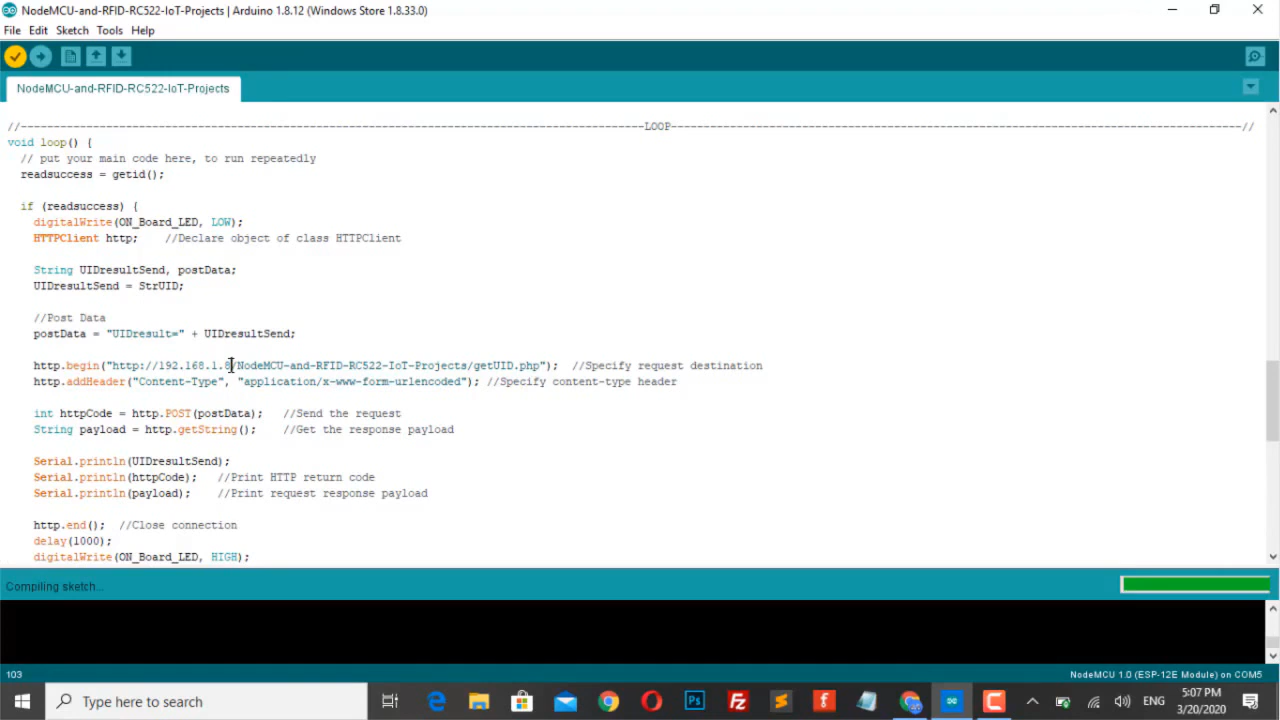 NodeMCU-and-RFID-RC522-IoT-Projects | Arduino 1.8.12 (Windows Store 1.8.33.0)
File Edit Sketch Tools Help
NodeMCU-and-RFID-RC522-IoT-Projects
//-----------------------------------------------------------------------------------------------LOOP---------------------------------------------------------------------------------------//
void loop() {
// put your main code here, to run repeatedly
readsuccess = getid();
if (readsuccess) {
digitalWrite(ON_Board_LED, LOW);
HTTPClient http;    //Declare object of class HTTPClient
String UIDresultSend, postData;
UIDresultSend = StrUID;
//Post Data
postData = "UIDresult=" + UIDresultSend;
http.begin("http://192.168.1.8/NodeMCU-and-RFID-RC522-IoT-Projects/getUID.php");  //Specify request destination
http.addHeader("Content-Type", "application/x-www-form-urlencoded"); //Specify content-type header
int httpCode = http.POST(postData);   //Send the request
String payload = http.getString();    //Get the response payload
Serial.println(UIDresultSend);
Serial.println(httpCode);   //Print HTTP return code
Serial.println(payload);    //Print request response payload
http.end();  //Close connection
delay(1000);
digitalWrite(ON_Board_LED, HIGH);
Compiling sketch...
103
NodeMCU 1.0 (ESP-12E Module) on COM5
Type here to search
ENG
5:07 PM
3/20/2020